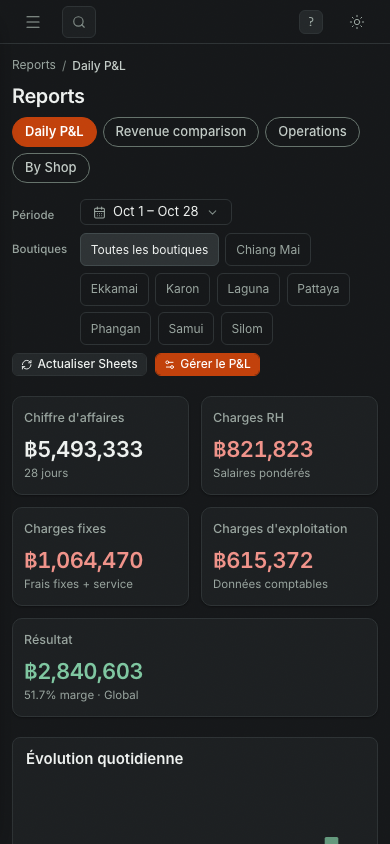 ?
Reports / Daily P&L
Reports
Daily P&L
Revenue comparison
Operations
By Shop
Période
Oct 1 – Oct 28
Boutiques
Toutes les boutiques
Chiang Mai
Ekkamai
Karon
Laguna
Pattaya
Phangan
Samui
Silom
Actualiser Sheets
Gérer le P&L
Chiffre d'affaires
฿5,493,333
28 jours
Charges RH
฿821,823
Salaires pondérés
Charges fixes
฿1,064,470
Frais fixes + service
Charges d'exploitation
฿615,372
Données comptables
Résultat
฿2,840,603
51.7% marge · Global
Évolution quotidienne